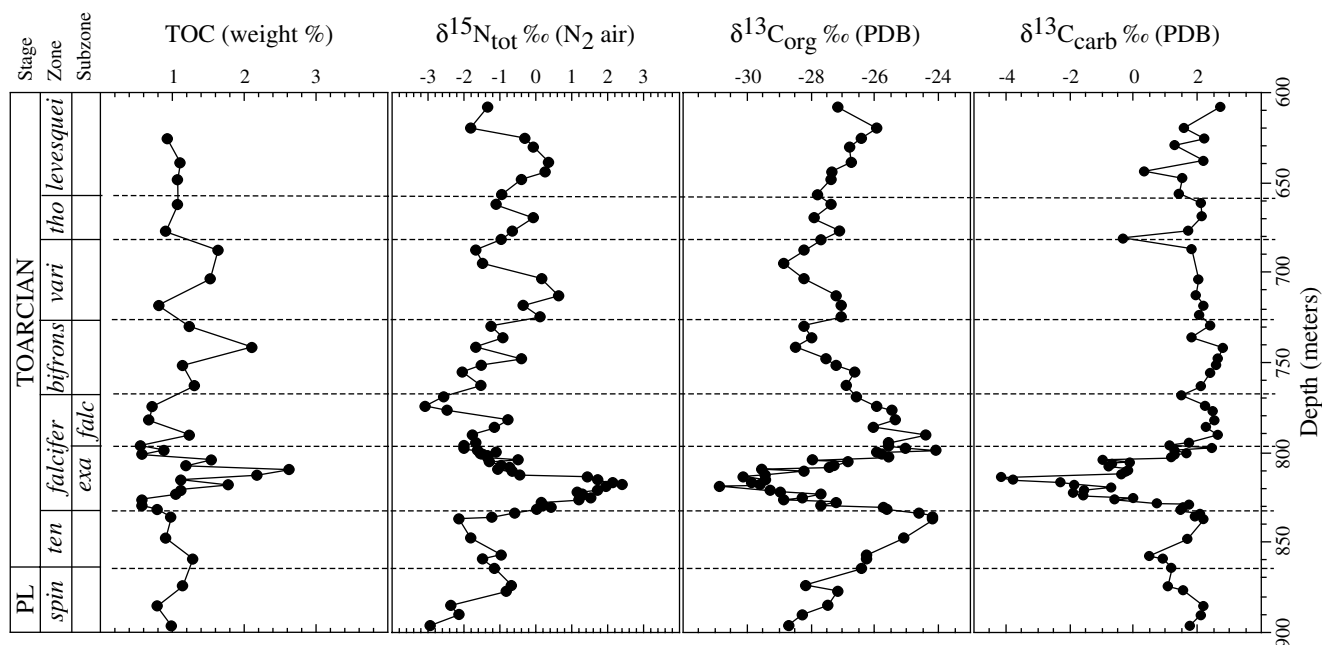 Stage
Zone
Subzone
TOC (weight %)
δ15Ntot ‰ (N2 air)
δ13Corg ‰ (PDB)
δ13Ccarb ‰ (PDB)
1 2 3
-3 -2 -1 0 1 2 3
-30 -28 -26 -24
-4 -2 0 2
TOARCIAN
PL
levesquei
tho
vari
bifrons
falcifer
ten
spin
falc
exa
600
650
700
750
800
850
900
Depth (meters)